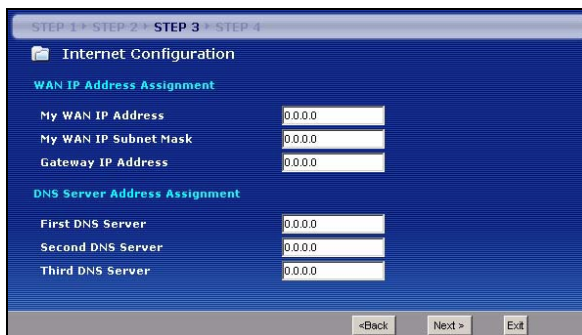 STEP 1 ▸ STEP 2 ▸ STEP 3 ▸ STEP 4
Internet Configuration
WAN IP Address Assignment
My WAN IP Address 0.0.0.0
My WAN IP Subnet Mask 0.0.0.0
Gateway IP Address 0.0.0.0
DNS Server Address Assignment
First DNS Server 0.0.0.0
Second DNS Server 0.0.0.0
Third DNS Server 0.0.0.0
<Back Next > Exit